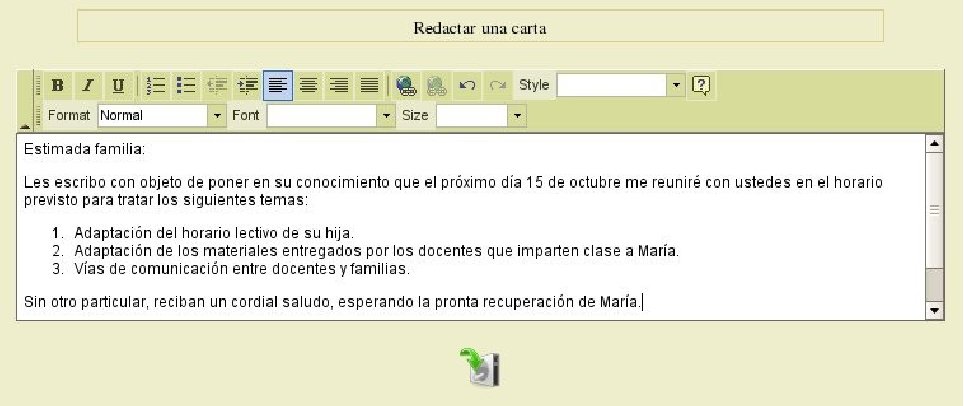 Redactar una carta
B I U Style
Format Normal Font Size
Estimada familia:
Les escribo con objeto de poner en su conocimiento que el próximo día 15 de octubre me reuniré con ustedes en el horario
previsto para tratar los siguientes temas:
1. Adaptación del horario lectivo de su hija.
2. Adaptación de los materiales entregados por los docentes que imparten clase a María.
3. Vías de comunicación entre docentes y familias.
Sin otro particular, reciban un cordial saludo, esperando la pronta recuperación de María.